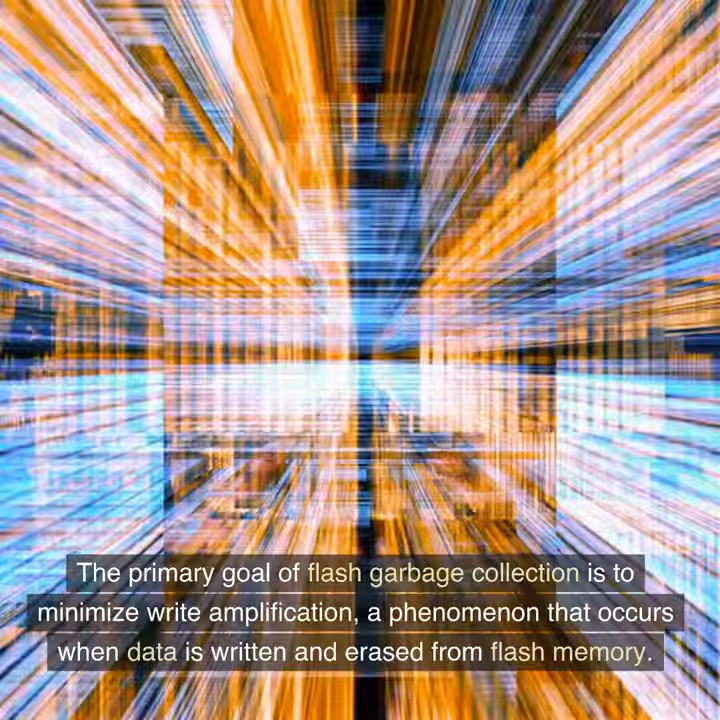 The primary goal of flash garbage collection is to
minimize write amplification, a phenomenon that occurs
when data is written and erased from flash memory.